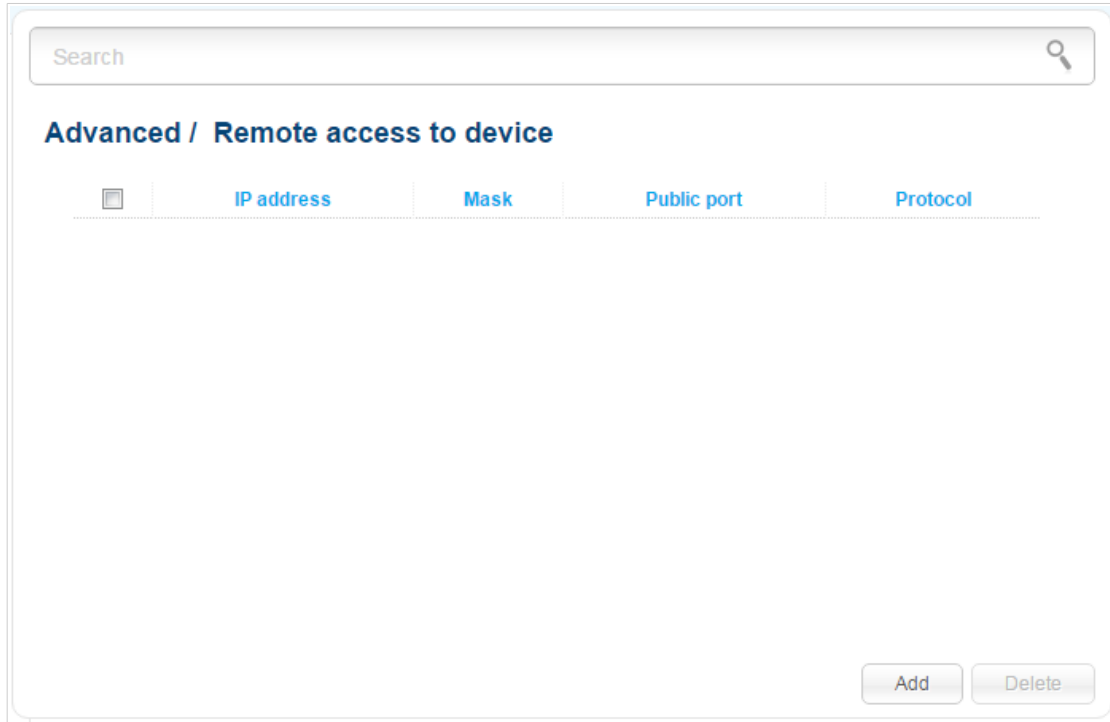 Search
Advanced / Remote access to device
IP address Mask Public port Protocol
Add Delete